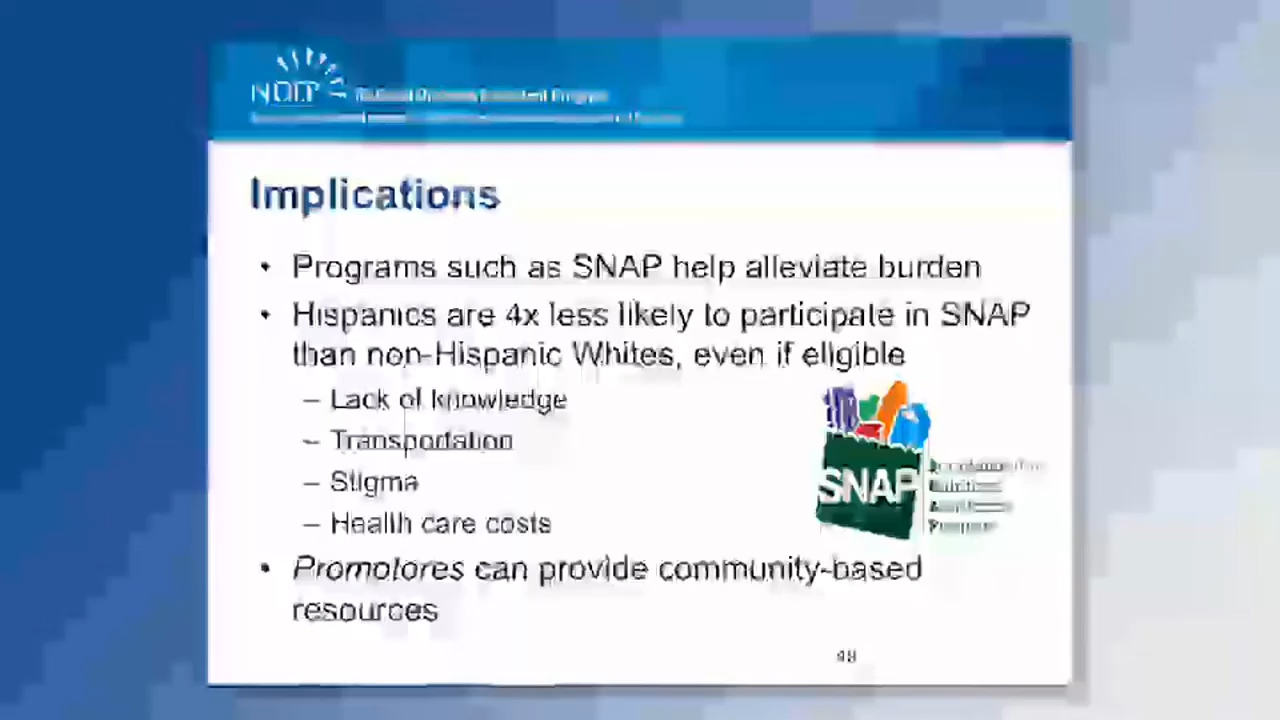 Implications
• Programs such as SNAP help alleviate burden
• Hispanics are 4x less likely to participate in SNAP
than non-Hispanic Whites, even if eligible
– Lack of knowledge
– Transportation
– Stigma
– Health care costs
SNAP
Program
• Promotores can provide community-based
resources